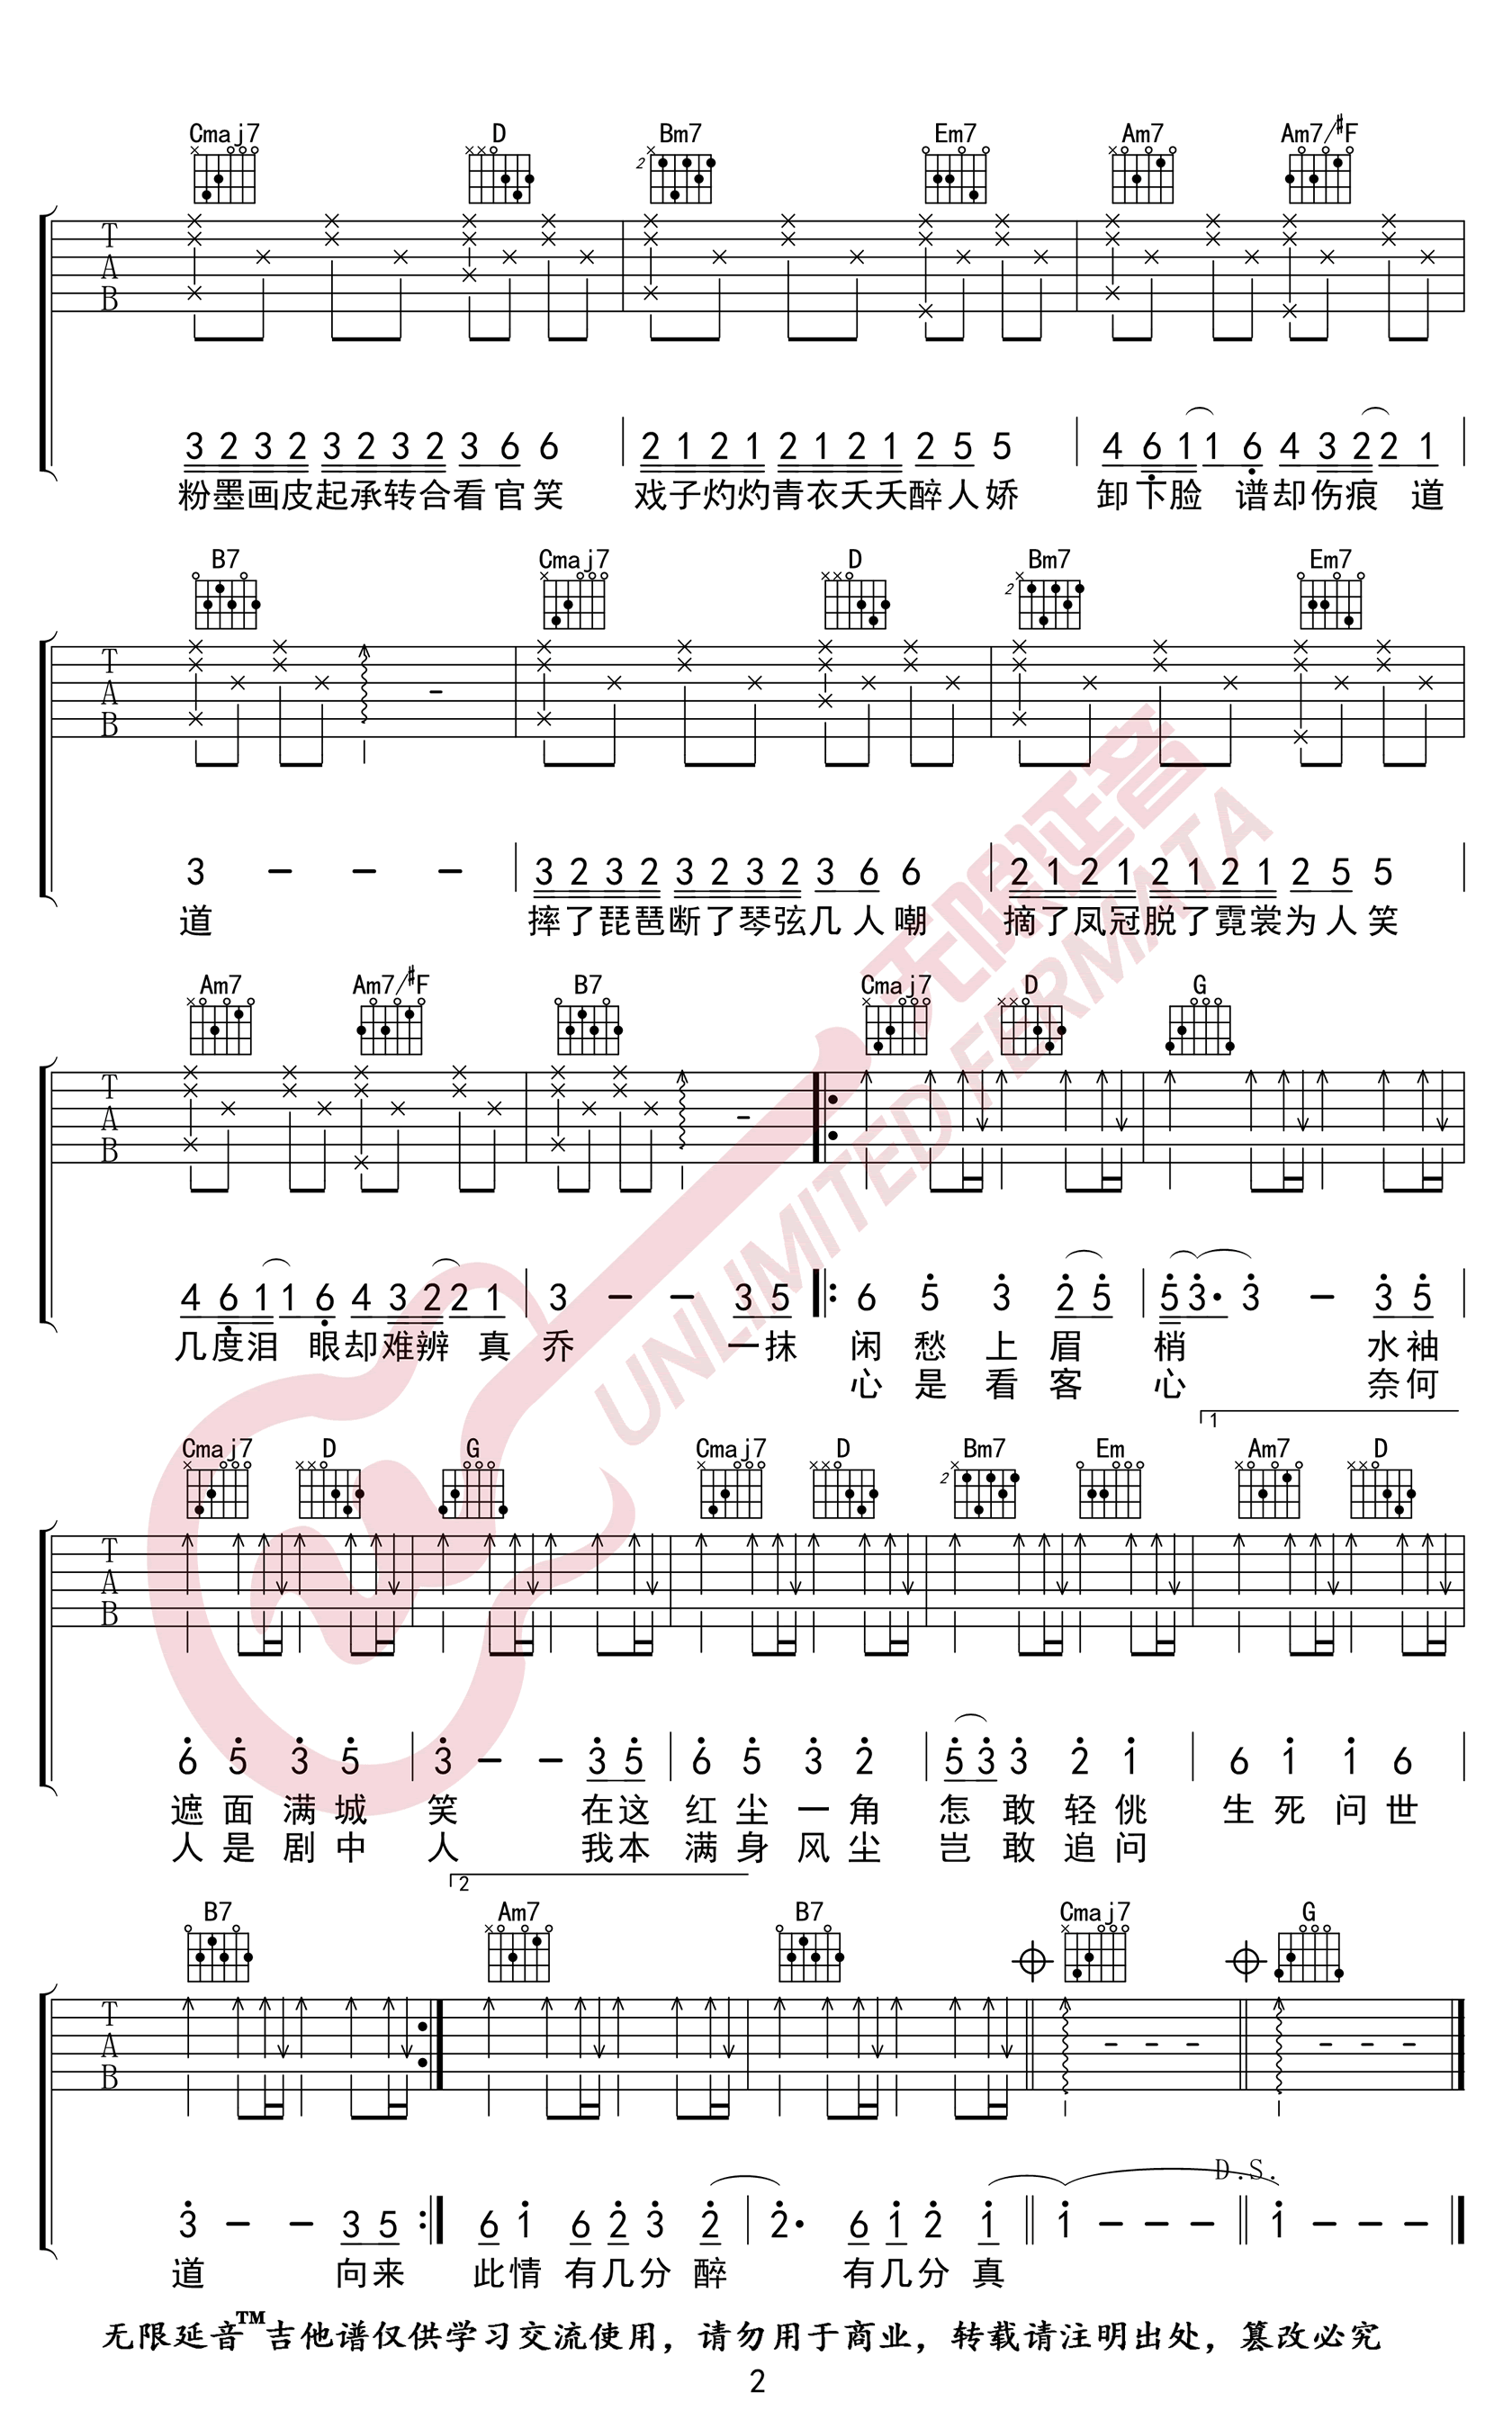 Cmaj7 D Bm7 Em7 Am7 Am7/#F
2
T
A
B
3 2 3 2 3 2 3 2 3 6 6 2 1 2 1 2 1 2 1 2 5 5 4 6 1 1 6 4 3 2 2 1
粉墨画皮起承转合看官笑 戏子灼灼青衣夭夭醉人娇 卸下脸 谱却伤痕 道
B7 Cmaj7 D Bm7 Em7
2
T
A
B
3 - - - 3 2 3 2 3 2 3 2 3 6 6 2 1 2 1 2 1 2 1 2 5 5
道 摔了琵琶断了琴弦几人嘲 摘了凤冠脱了霓裳为人笑
Am7 Am7/#F B7 Cmaj7 D G
T
A
B
4 6 1 1 6 4 3 2 2 1 3 - - 3 5 6 5 3 2 5 5 3· 3 - 3 5
几度泪 眼却难辨 真 乔 一抹 闲愁上眉 梢 水袖
心是看客 心 奈何
1
Cmaj7 D G Cmaj7 D Bm7 Em Am7 D
2
T
A
B
6 5 3 5 3 - - 3 5 6 5 3 2 5 3 3 2 1 6 1 1 6
遮面满城 笑 在这 红尘一角 怎敢轻佻 生死问世
人是剧中 人 我本 满身风尘 岂敢追问
2
B7 Am7 B7 Cmaj7 G
T
A
B
D.S.
3 - - 3 5 6 1 6 2 3 2 2· 6 1 2 1 1 - - - 1 - - -
道 向来 此情有几分醉 有几分真
无限延音™吉他谱仅供学习交流使用，请勿用于商业，转载请注明出处，篡改必究
2
无限延音
UNLIMITED FERMATA